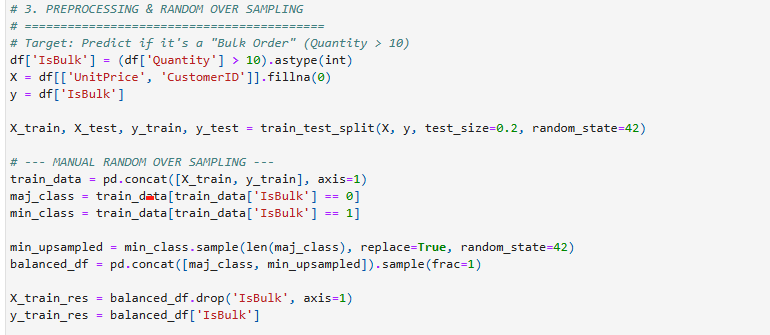 # 3. PREPROCESSING & RANDOM OVER SAMPLING
# ==========================================
# Target: Predict if it's a "Bulk Order" (Quantity > 10)
df['IsBulk'] = (df['Quantity'] > 10).astype(int)
X = df[['UnitPrice', 'CustomerID']].fillna(0)
y = df['IsBulk']
X_train, X_test, y_train, y_test = train_test_split(X, y, test_size=0.2, random_state=42)
# --- MANUAL RANDOM OVER SAMPLING ---
train_data = pd.concat([X_train, y_train], axis=1)
maj_class = train_data[train_data['IsBulk'] == 0]
min_class = train_data[train_data['IsBulk'] == 1]
min_upsampled = min_class.sample(len(maj_class), replace=True, random_state=42)
balanced_df = pd.concat([maj_class, min_upsampled]).sample(frac=1)
X_train_res = balanced_df.drop('IsBulk', axis=1)
y_train_res = balanced_df['IsBulk']